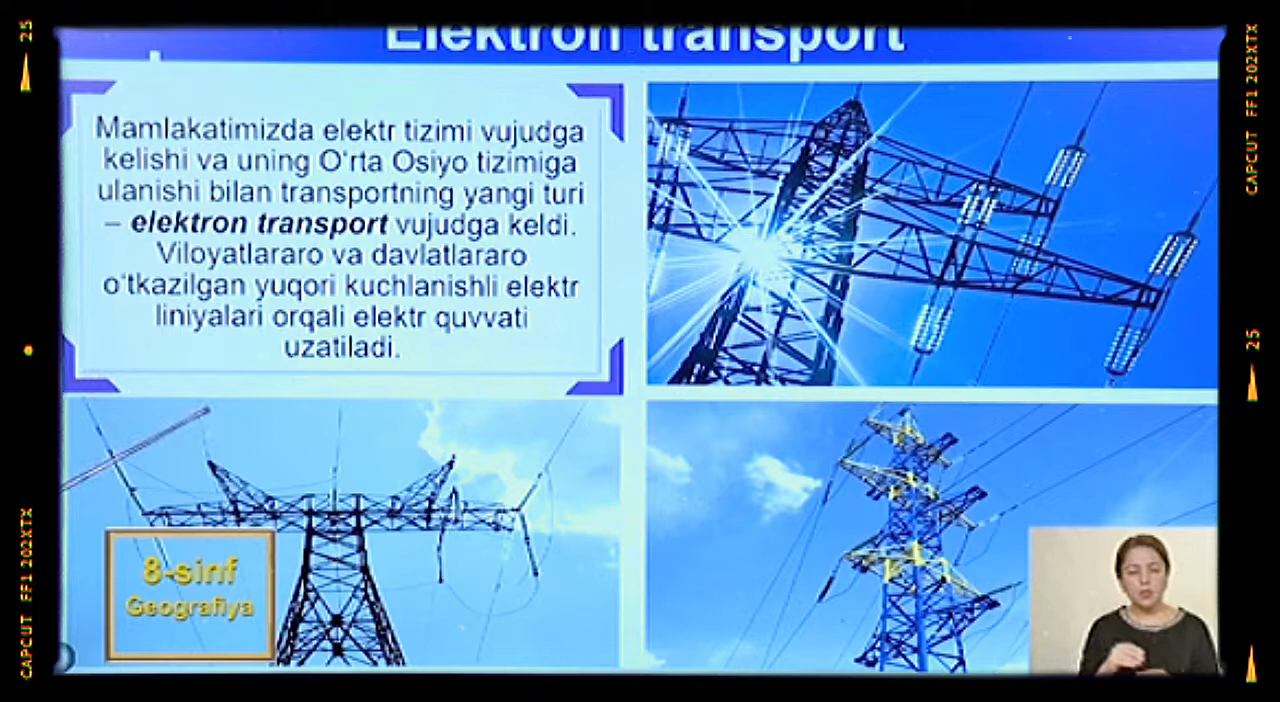 Elektron transport
Mamlakatimizda elektr tizimi vujudga
kelishi va uning O‘rta Osiyo tizimiga
ulanishi bilan transportning yangi turi
– elektron transport vujudga keldi.
Viloyatlararo va davlatlararo
o‘tkazilgan yuqori kuchlanishli elektr
liniyalari orqali elektr quvvati
uzatiladi.
8-sinf
Geografiya
25
CAPCUT FF1 202XTX
CAPCUT FF1 202XTX
25